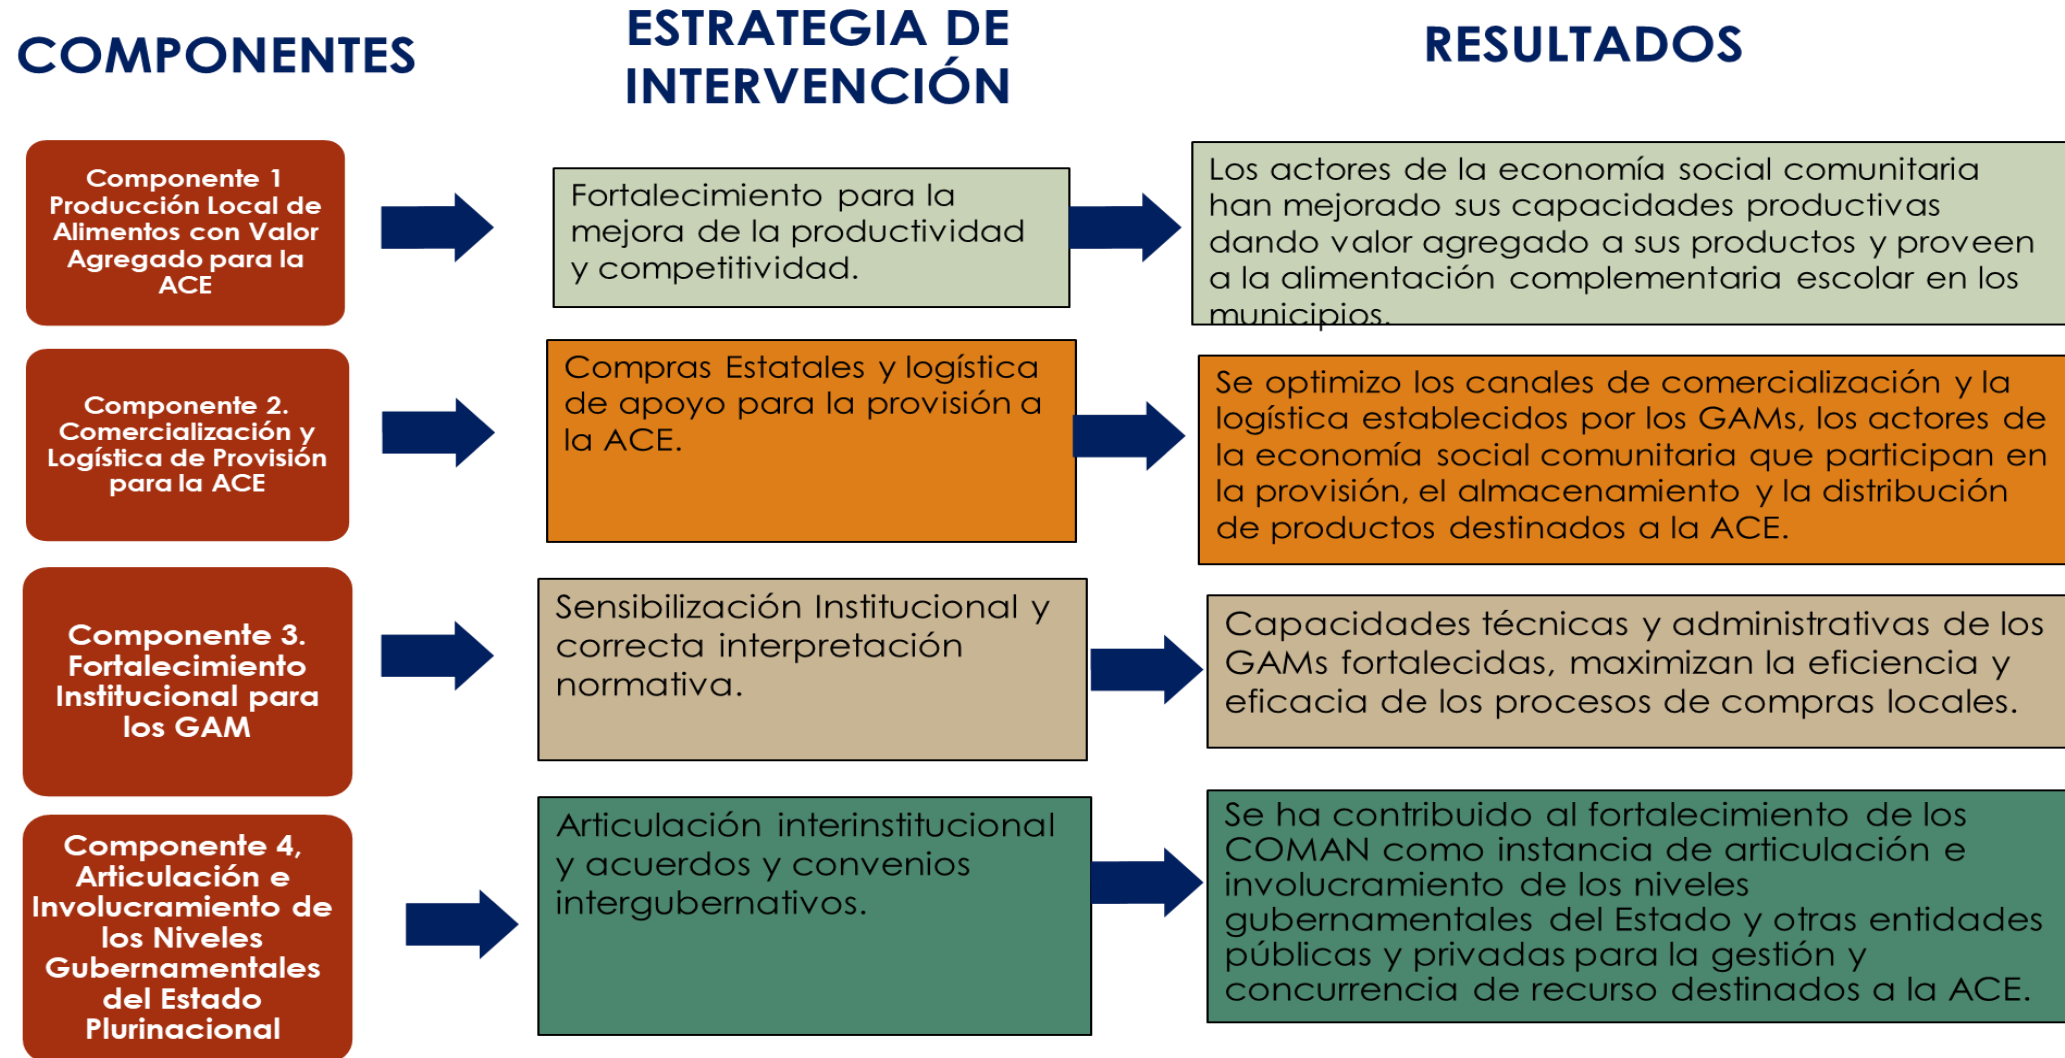 COMPONENTES
ESTRATEGIA DE
INTERVENCIÓN
RESULTADOS
Componente 1
Producción Local de
Alimentos con Valor
Agregado para la
ACE
Fortalecimiento para la
mejora de la productividad
y competitividad.
Los actores de la economía social comunitaria
han mejorado sus capacidades productivas
dando valor agregado a sus productos y proveen
a la alimentación complementaria escolar en los
municipios.
Componente 2.
Comercialización y
Logística de Provisión
para la ACE
Compras Estatales y logística
de apoyo para la provisión a
la ACE.
Se optimizo los canales de comercialización y la
logística establecidos por los GAMs, los actores de
la economía social comunitaria que participan en
la provisión, el almacenamiento y la distribución
de productos destinados a la ACE.
Componente 3.
Fortalecimiento
Institucional para
los GAM
Sensibilización Institucional y
correcta interpretación
normativa.
Capacidades técnicas y administrativas de los
GAMs fortalecidas, maximizan la eficiencia y
eficacia de los procesos de compras locales.
Componente 4,
Articulación e
Involucramiento de
los Niveles
Gubernamentales
del Estado
Plurinacional
Articulación interinstitucional
y acuerdos y convenios
intergubernativos.
Se ha contribuido al fortalecimiento de los
COMAN como instancia de articulación e
involucramiento de los niveles
gubernamentales del Estado y otras entidades
públicas y privadas para la gestión y
concurrencia de recurso destinados a la ACE.